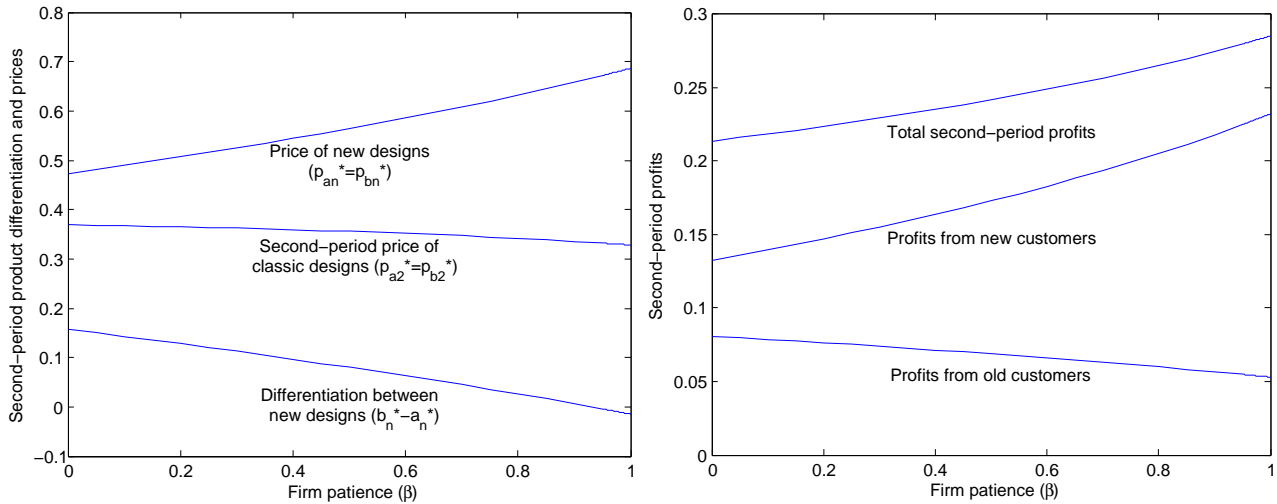 Second−period product differentiation and prices
0.8
0.7
0.6
0.5
0.4
0.3
0.2
0.1
0
−0.1
Price of new designs
(p_an*=p_bn*)
Second−period price of
classic designs (p_a2*=p_b2*)
Differentiation between
new designs (b_n*−a_n*)
0
0.2
0.4
0.6
0.8
1
Firm patience (β)
Second−period profits
0.3
0.25
0.2
0.15
0.1
0.05
0
Total second−period profits
Profits from new customers
Profits from old customers
0
0.2
0.4
0.6
0.8
1
Firm patience (β)